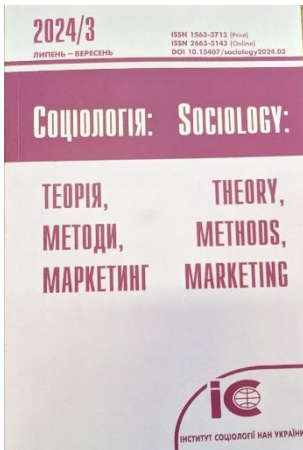 2024/3
ЛИПЕНЬ – ВЕРЕСЕНЬ
ISSN 1563-3713 (Print)
ISSN 2663-5143 (Online)
DOI 10.15407/sociology2024.03
Соціологія: Sociology:
ТЕОРІЯ,
МЕТОДИ,
МАРКЕТИНГ
THEORY,
METHODS,
MARKETING
ІС
ІНСТИТУТ СОЦІОЛОГІЇ НАН УКРАЇНИ